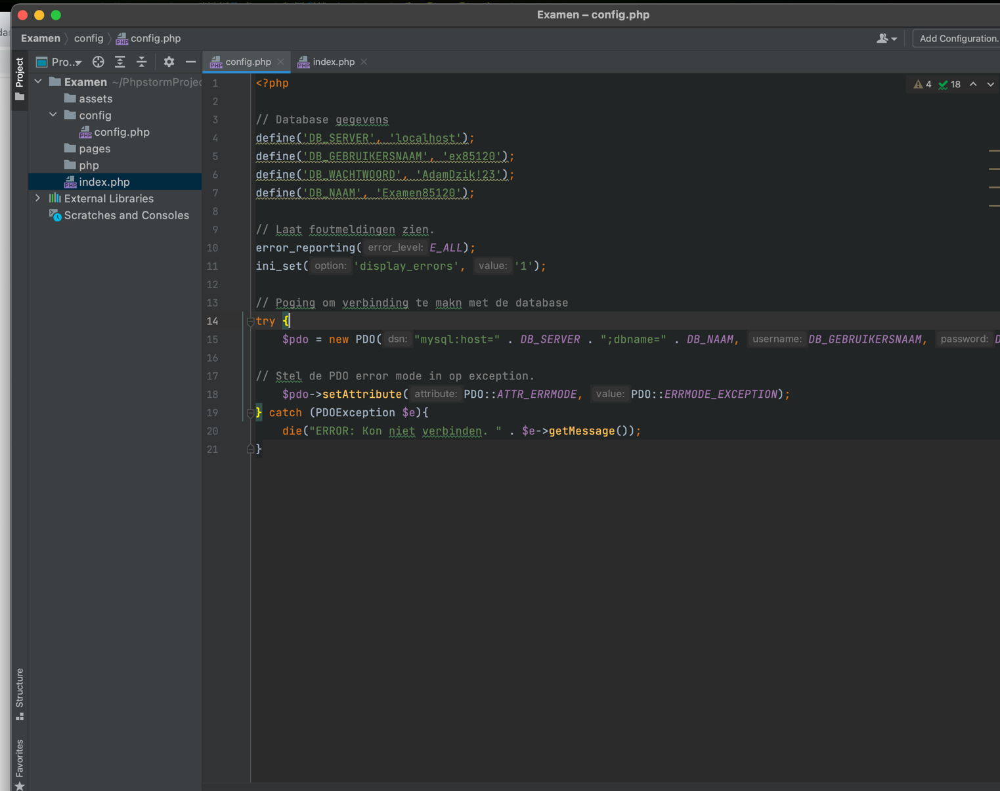 Examen – config.php
Examen
config
config.php
Add Configuration.
Project
Pro..
config.php
index.php
Examen ~/PhpstormProjec
assets
config
config.php
pages
php
index.php
External Libraries
Scratches and Consoles
4
18
1 <?php
2
3 // Database gegevens
4 define('DB_SERVER', 'localhost');
5 define('DB_GEBRUIKERSNAAM', 'ex85120');
6 define('DB_WACHTWOORD', 'AdamDzik!23');
7 define('DB_NAAM', 'Examen85120');
8
9 // Laat foutmeldingen zien.
10 error_reporting( error_level: E_ALL);
11 ini_set( option: 'display_errors', value: '1');
12
13 // Poging om verbinding te makn met de database
14 try {
15 $pdo = new PDO( dsn: "mysql:host=" . DB_SERVER . ";dbname=" . DB_NAAM, username: DB_GEBRUIKERSNAAM, password: D
16
17 // Stel de PDO error mode in op exception.
18 $pdo->setAttribute( attribute: PDO::ATTR_ERRMODE, value: PDO::ERRMODE_EXCEPTION);
19 } catch (PDOException $e){
20 die("ERROR: Kon niet verbinden. " . $e->getMessage());
21 }
Structure
Favorites